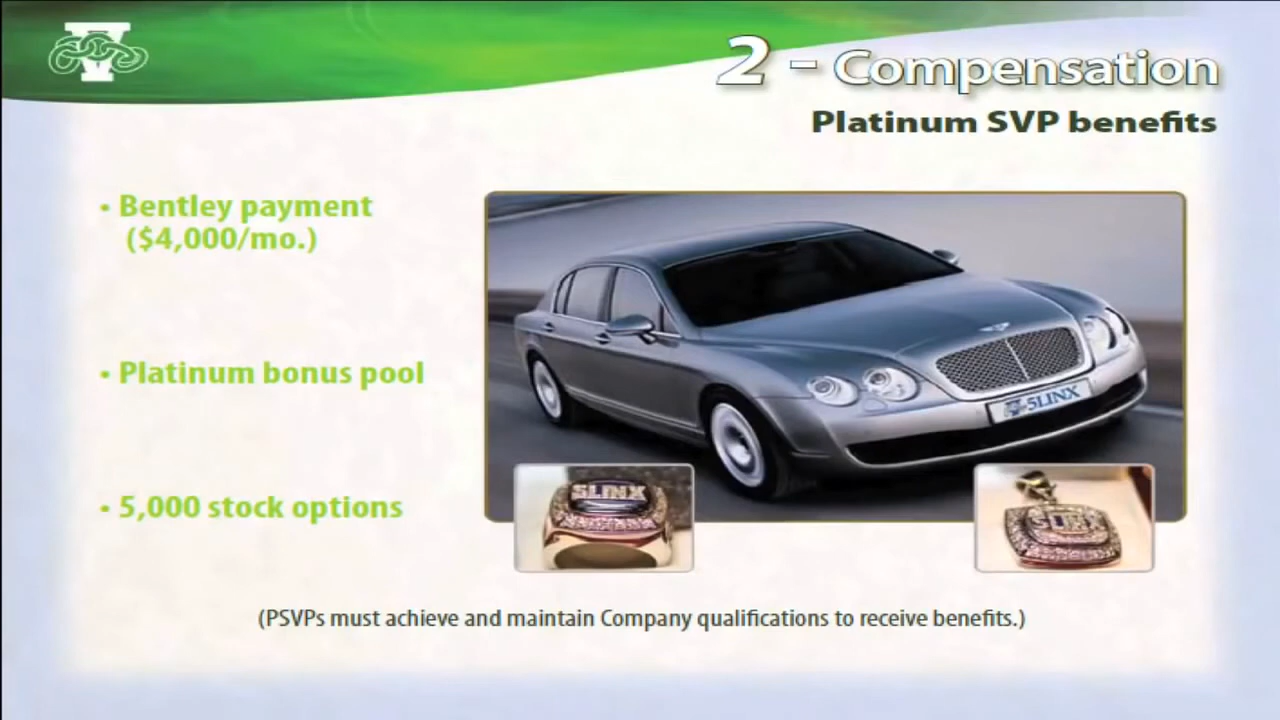 2 - Compensation
Platinum SVP benefits
• Bentley payment
($4,000/mo.)
• Platinum bonus pool
• 5,000 stock options
5LINX
5LINX
5LINX
(PSVPs must achieve and maintain Company qualifications to receive benefits.)